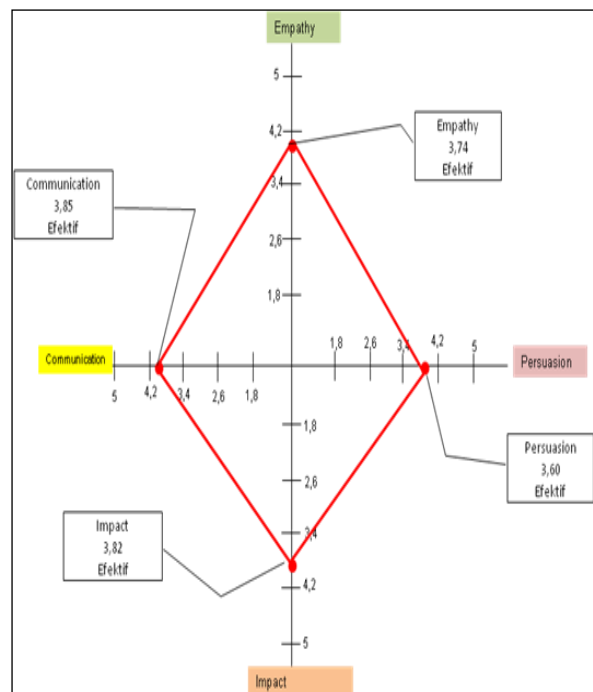 Empathy
5
4,2
3,4
2,6
1,8
Empathy
3,74
Efektif
Communication
3,85
Efektif
Communication
5
4,2
3,4
2,6
1,8
1,8
2,6
3,4
4,2
5
Persuasion
Persuasion
3,60
Efektif
1,8
2,6
3,4
4,2
5
Impact
3,82
Efektif
Impact